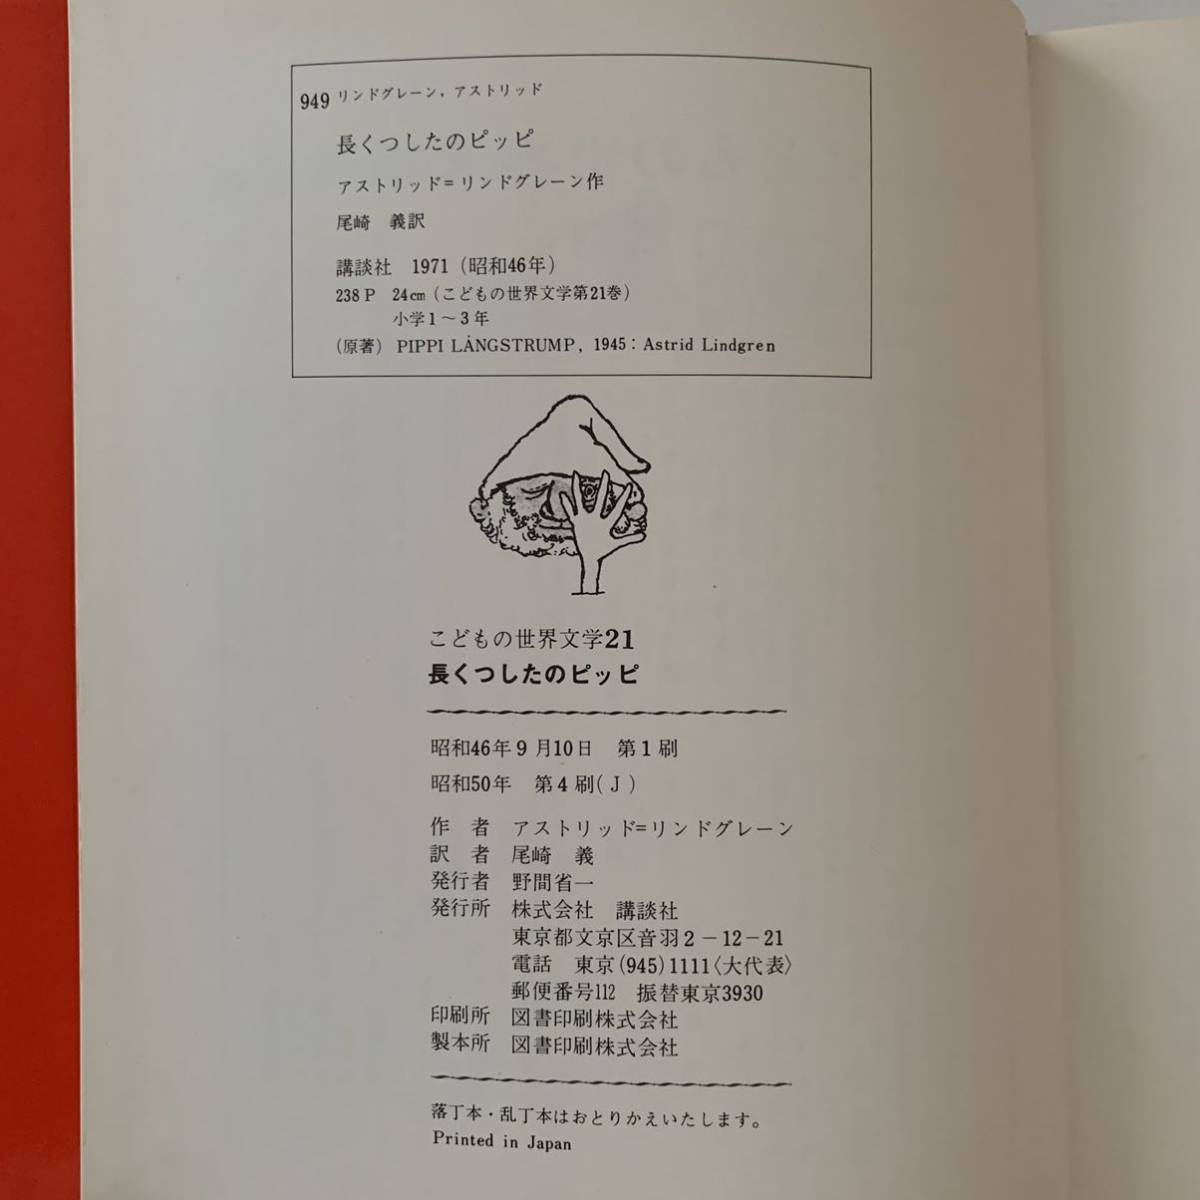 949 リンドグレーン，アストリッド
長くつしたのピッピ
アストリッド=リンドグレーン作
尾崎　義訳
講談社　1971（昭和46年）
238 P　24cm（こどもの世界文学第21巻）
小学1～3年
（原著）PIPPI LÅNGSTRUMP, 1945：Astrid Lindgren
こどもの世界文学21
長くつしたのピッピ
昭和46年9月10日　第1刷
昭和50年　第4刷(J)
作　者　アストリッド=リンドグレーン
訳　者　尾崎　義
発行者　野間省一
発行所　株式会社　講談社
東京都文京区音羽2－12－21
電話　東京(945)1111〈大代表〉
郵便番号112　振替東京3930
印刷所　図書印刷株式会社
製本所　図書印刷株式会社
落丁本・乱丁本はおとりかえいたします。
Printed in Japan